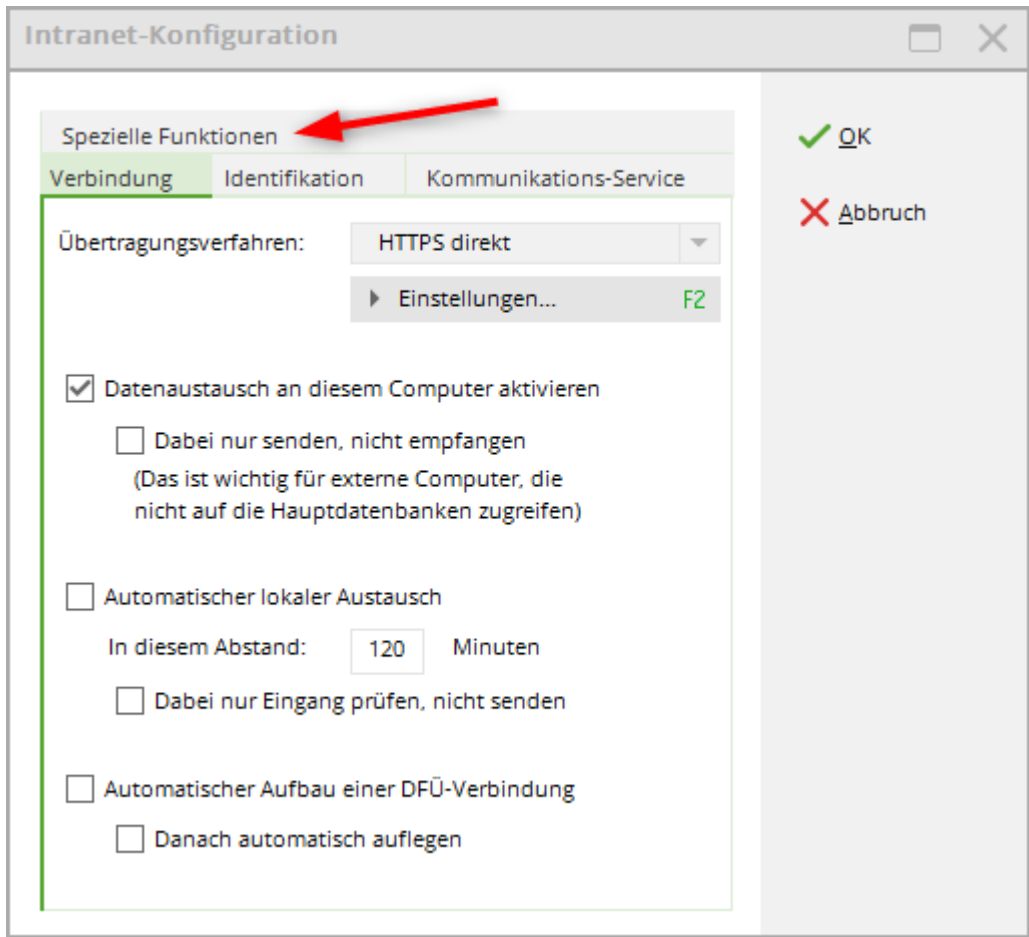 Intranet-Konfiguration
Spezielle Funktionen
Verbindung Identifikation Kommunikations-Service
Übertragungsverfahren: HTTPS direkt
Einstellungen... F2
Datenaustausch an diesem Computer aktivieren
Dabei nur senden, nicht empfangen
(Das ist wichtig für externe Computer, die
nicht auf die Hauptdatenbanken zugreifen)
Automatischer lokaler Austausch
In diesem Abstand: 120 Minuten
Dabei nur Eingang prüfen, nicht senden
Automatischer Aufbau einer DFÜ-Verbindung
Danach automatisch auflegen
OK
Abbruch